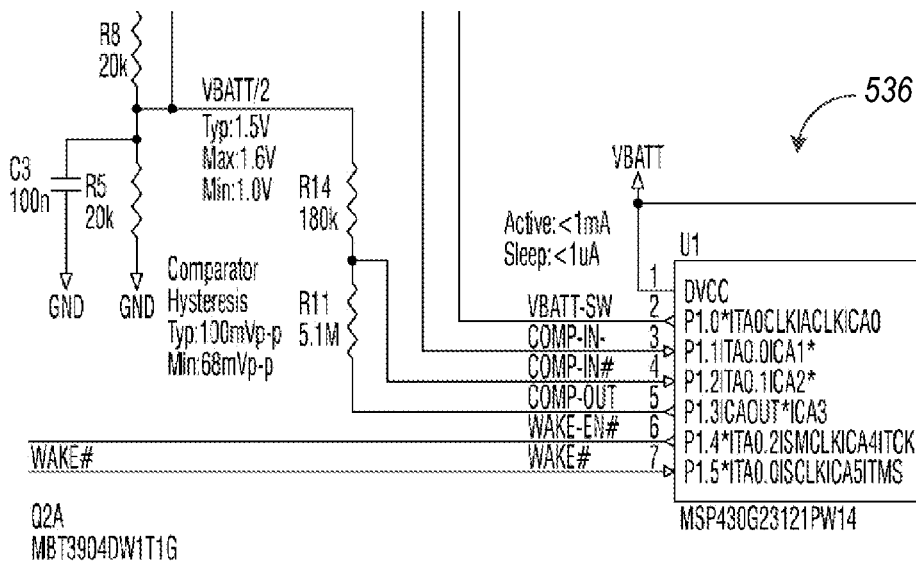 R8
20k
VBATT/2
Typ:1.5V
Max:1.6V
Min:1.0V
C3
100n
R5
20k
R14
180k
GND
GND
Comparator
Hysteresis
Typ:100mVp-p
Min:68mVp-p
R11
5.1M
536
VBATT
Active:<1mA
Sleep:<1uA
U1
1
DVCC
VBATT-SW
2
P1.0*ITA0CLKIACLKICA0
COMP-IN-
3
P1.1ITA0.0ICA1*
COMP-IN#
4
P1.2ITA0.1ICA2*
COMP-OUT
5
P1.3ICAOUT*ICA3
WAKE-EN#
6
P1.4*ITA0.2ISMCLKICA4ITCK
WAKE#
WAKE#
7
P1.5*ITA0.0ISCLKICA5ITMS
MSP430G23121PW14
Q2A
MBT3904DW1T1G